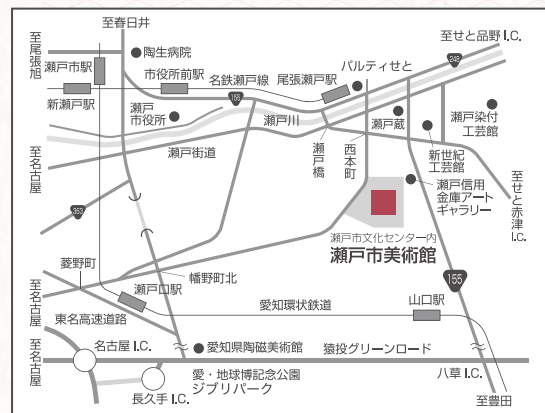 至春日井
至せと品野 I.C.
至尾張旭
陶生病院
瀬戸市駅
市役所前駅
名鉄瀬戸線
尾張瀬戸駅
パルティせと
248
新瀬戸駅
155
瀬戸
市役所
瀬戸川
瀬戸蔵
瀬戸染付
工芸館
至名古屋
瀬戸街道
瀬戸橋
西本町
新世紀
工芸館
瀬戸信用
金庫アート
ギャラリー
至せと赤津 I.C.
363
瀬戸市文化センター内
瀬戸市美術館
菱野町
幡野町北
155
至名古屋
瀬戸口駅
愛知環状鉄道
山口駅
東名高速道路
至名古屋
名古屋 I.C.
愛知県陶磁美術館
猿投グリーンロード
愛・地球博記念公園
ジブリパーク
八草 I.C.
長久手 I.C.
至豊田